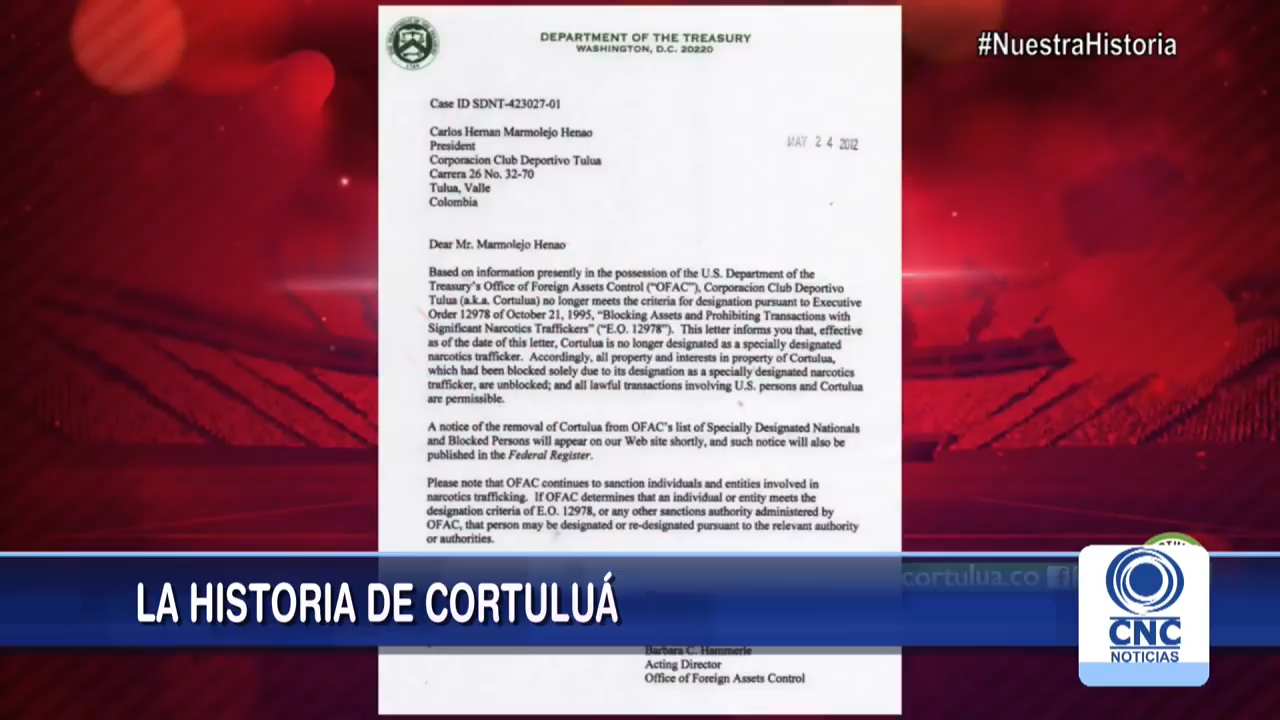 #NuestraHistoria
DEPARTMENT OF THE TREASURY
WASHINGTON, D.C. 20220
Case ID SDNT-423027-01
MAY 24 2012
Carlos Hernan Marmolejo Henao
President
Corporacion Club Deportivo Tulua
Carrera 26 No. 32-70
Tulua, Valle
Colombia
Dear Mr. Marmolejo Henao
Based on information presently in the possession of the U.S. Department of the
Treasury's Office of Foreign Assets Control ("OFAC"), Corporacion Club Deportivo
Tulua (a.k.a. Cortulua) no longer meets the criteria for designation pursuant to Executive
Order 12978 of October 21, 1995, "Blocking Assets and Prohibiting Transactions with
Significant Narcotics Traffickers" ("E.O. 12978"). This letter informs you that, effective
as of the date of this letter, Cortulua is no longer designated as a specially designated
narcotics trafficker. Accordingly, all property and interests in property of Cortulua,
which had been blocked solely due to its designation as a specially designated narcotics
trafficker, are unblocked; and all lawful transactions involving U.S. persons and Cortulua
are permissible.
A notice of the removal of Cortulua from OFAC's list of Specially Designated Nationals
and Blocked Persons will appear on our Web site shortly, and such notice will also be
published in the Federal Register.
Please note that OFAC continues to sanction individuals and entities involved in
narcotics trafficking. If OFAC determines that an individual or entity meets the
designation criteria of E.O. 12978, or any other sanctions authority administered by
OFAC, that person may be designated or re-designated pursuant to the relevant authority
or authorities.
cortulua.co
LA HISTORIA DE CORTULUÁ
CNC
NOTICIAS
Barbara C. Hammerle
Acting Director
Office of Foreign Assets Control